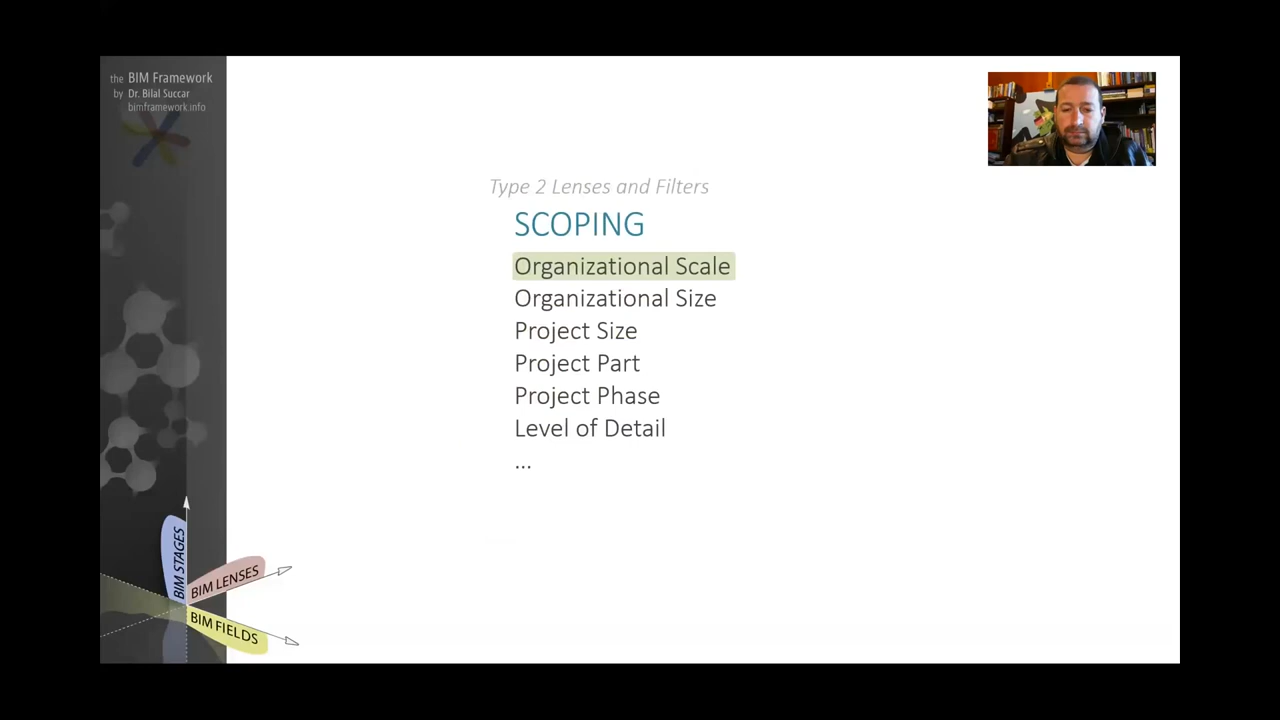 the BIM Framework
by Dr. Bilal Succar
bimframework.info
Type 2 Lenses and Filters
SCOPING
Organizational Scale
Organizational Size
Project Size
Project Part
Project Phase
Level of Detail
...
BIM STAGES
BIM LENSES
BIM FIELDS